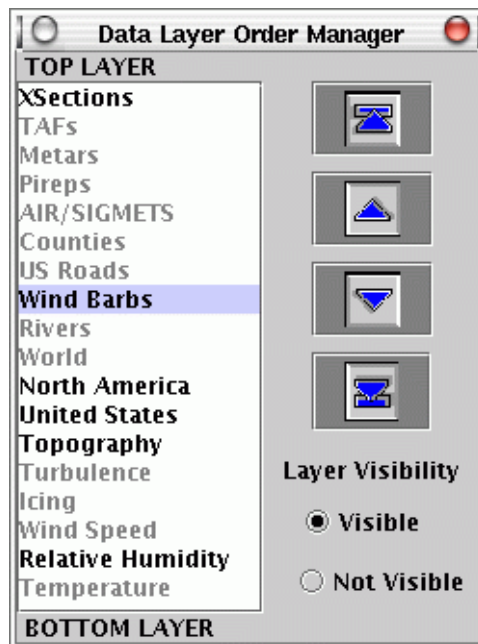 Data Layer Order Manager
TOP LAYER
XSections
TAFs
Metars
Pireps
AIR/SIGMETS
Counties
US Roads
Wind Barbs
Rivers
World
North America
United States
Topography
Turbulence
Icing
Wind Speed
Relative Humidity
Temperature
BOTTOM LAYER
Layer Visibility
Visible
Not Visible